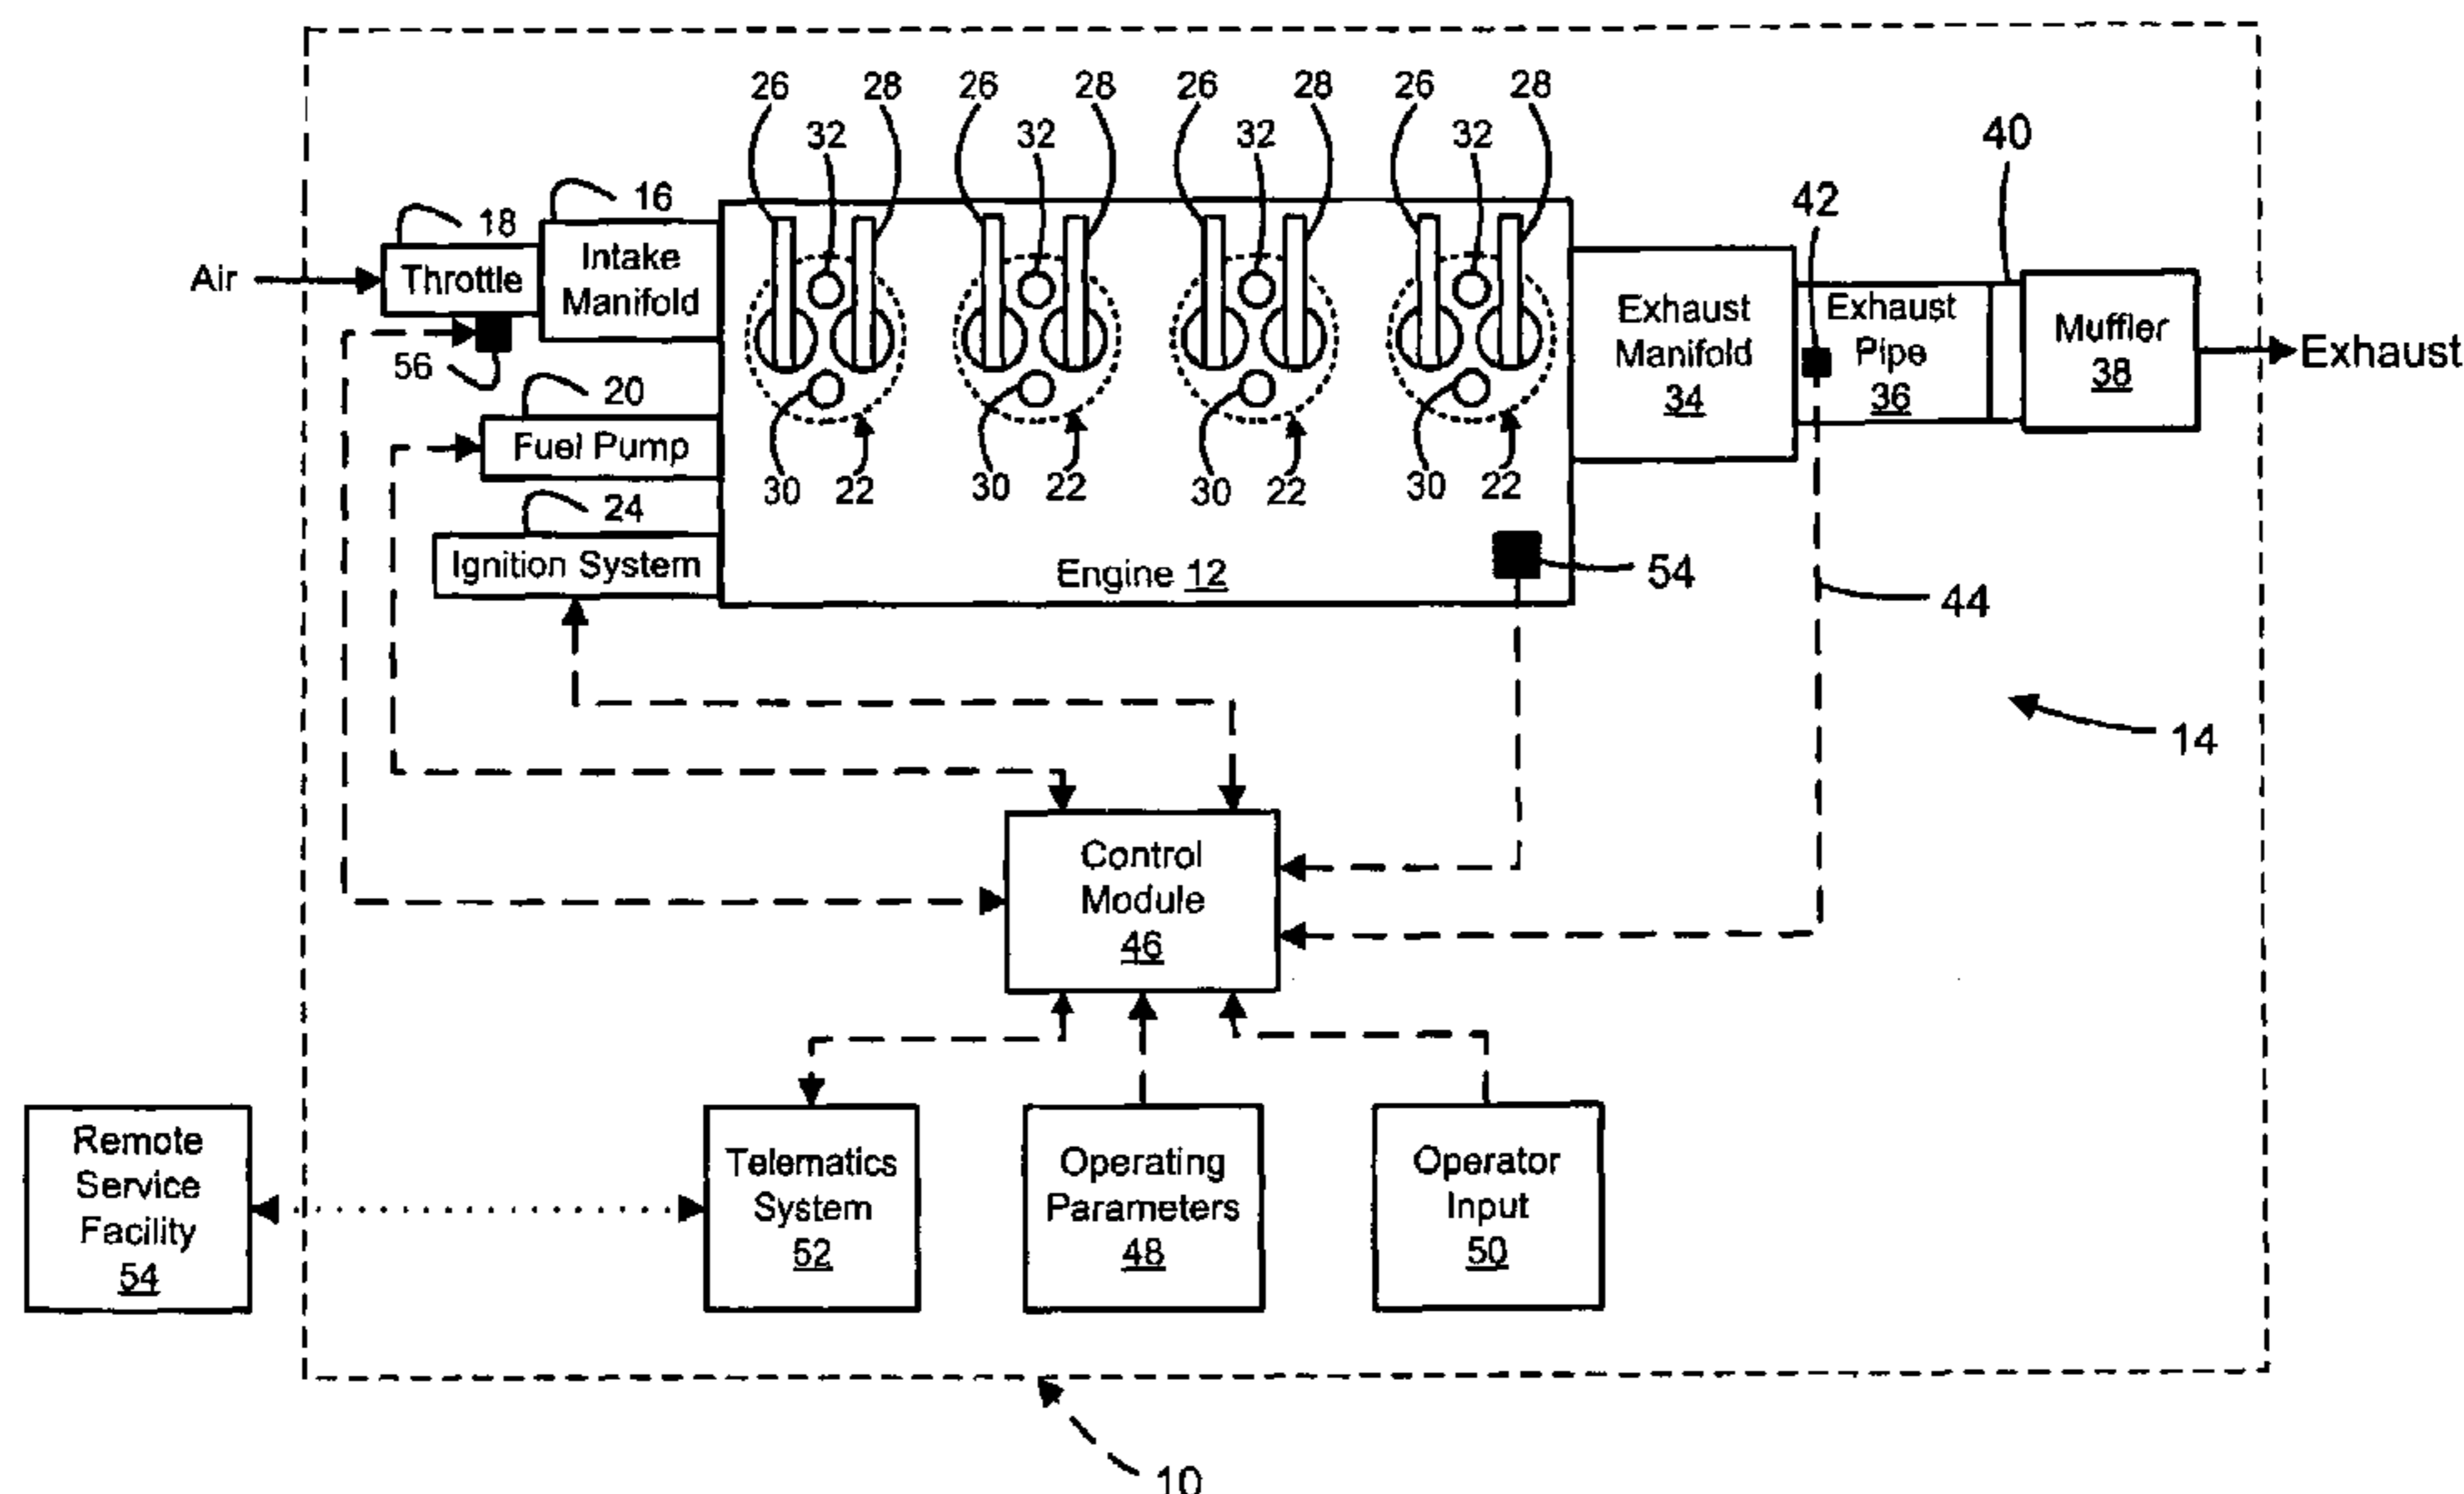 26 28 26 28 26 28 26 28
32 32 32 32
40
16
18
42
Air
Throttle
Intake
Manifold
56
Exhaust
Manifold
34
Exhaust
Pipe
36
Muffler
38
Exhaust
20
Fuel Pump
30 22 30 22 30 22 30 22
24
Ignition System
Engine 12
54
44
14
Control
Module
46
Remote
Service
Facility
54
Telematics
System
52
Operating
Parameters
48
Operator
Input
50
10